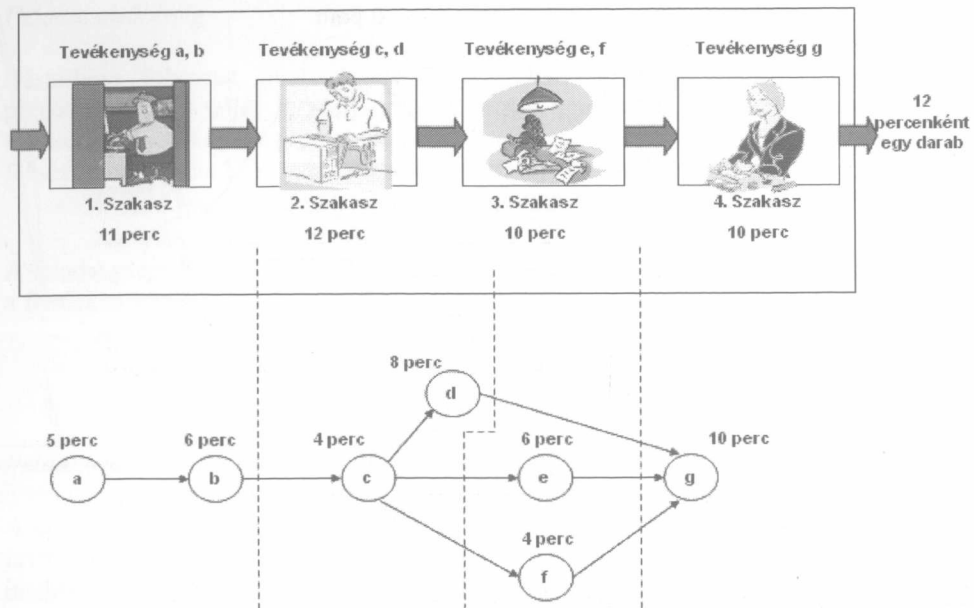 Tevékenység a, b
Tevékenység c, d
Tevékenység e, f
Tevékenység g
12
percenként
egy darab
1. Szakasz
2. Szakasz
3. Szakasz
4. Szakasz
11 perc
12 perc
10 perc
10 perc
8 perc
d
5 perc
6 perc
4 perc
6 perc
10 perc
a
b
c
e
g
4 perc
f